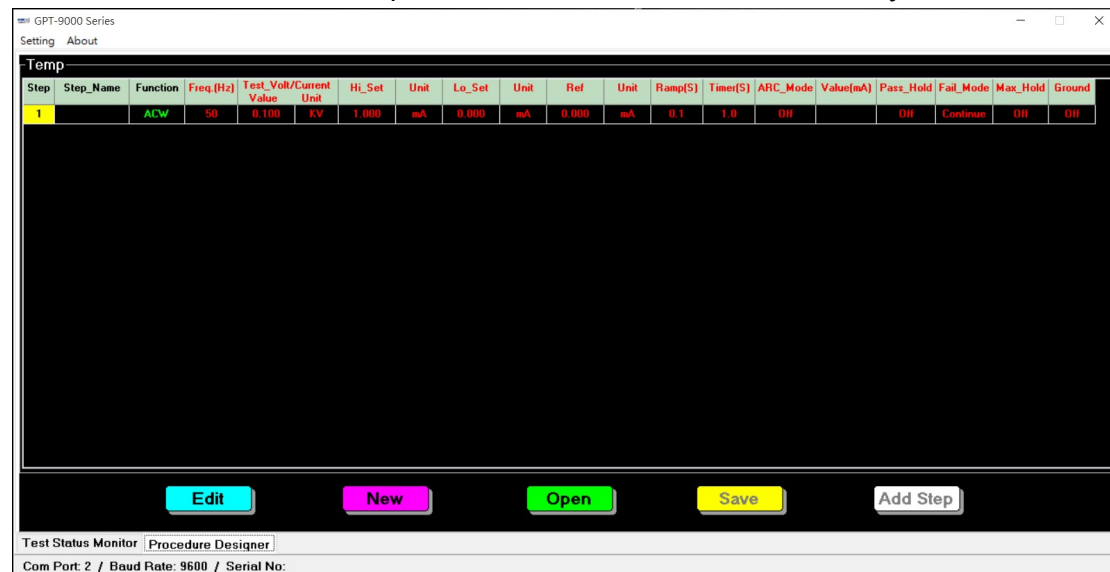 GPT-9000 Series
Setting About
Temp
Step Step_Name Function Freq.(Hz) Test_Volt/Current Value Unit Hi_Set Unit Lo_Set Unit Ref Unit Ramp(S) Timer(S) ARC_Mode Value(mA) Pass_Hold Fail_Mode Max_Hold Ground
1 ACW 50 0.100 KV 1.000 mA 0.000 mA 0.000 mA 0.1 1.0 Off Off Continue Off Off
Edit New Open Save Add Step
Test Status Monitor Procedure Designer
Com Port: 2 / Baud Rate: 9600 / Serial No: